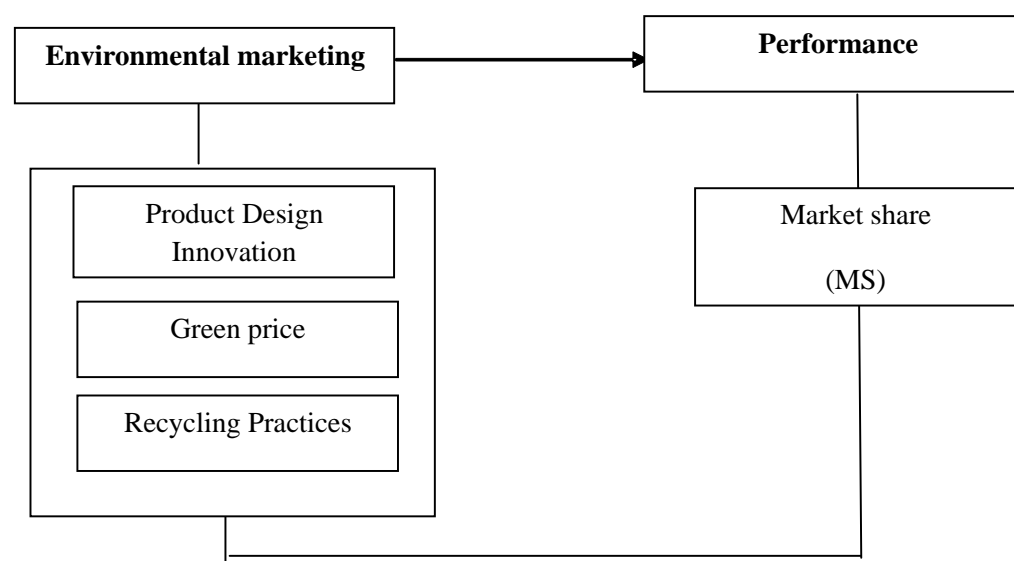 Environmental marketing
Performance
Product Design
Innovation
Green price
Recycling Practices
Market share
(MS)